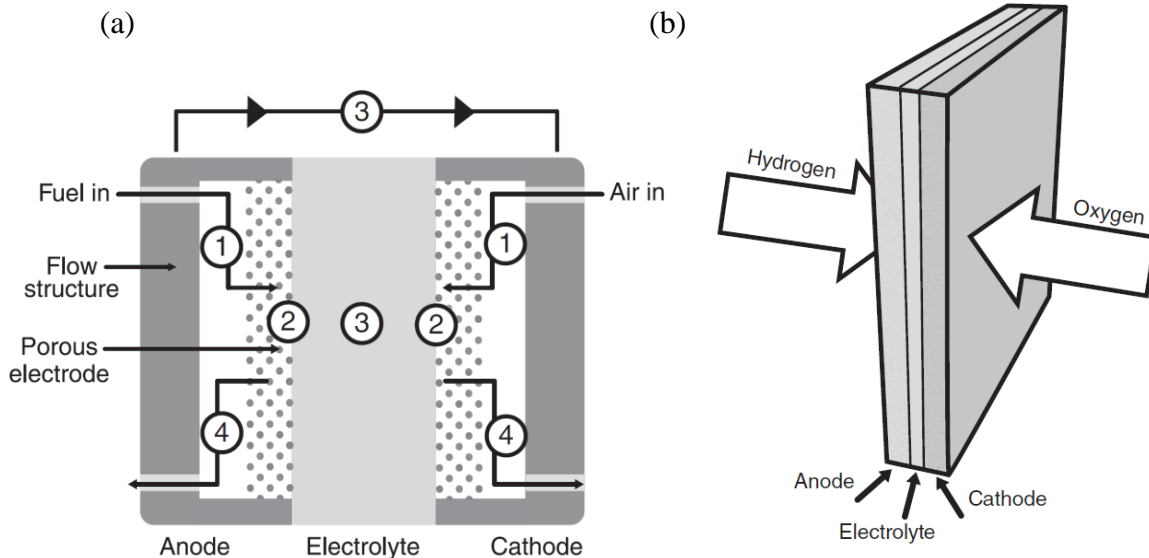 (a)
3
Fuel in
Air in
1
1
Flow
structure
2
3
2
Porous
electrode
4
4
Anode
Electrolyte
Cathode
(b)
Hydrogen
Oxygen
Anode
Electrolyte
Cathode